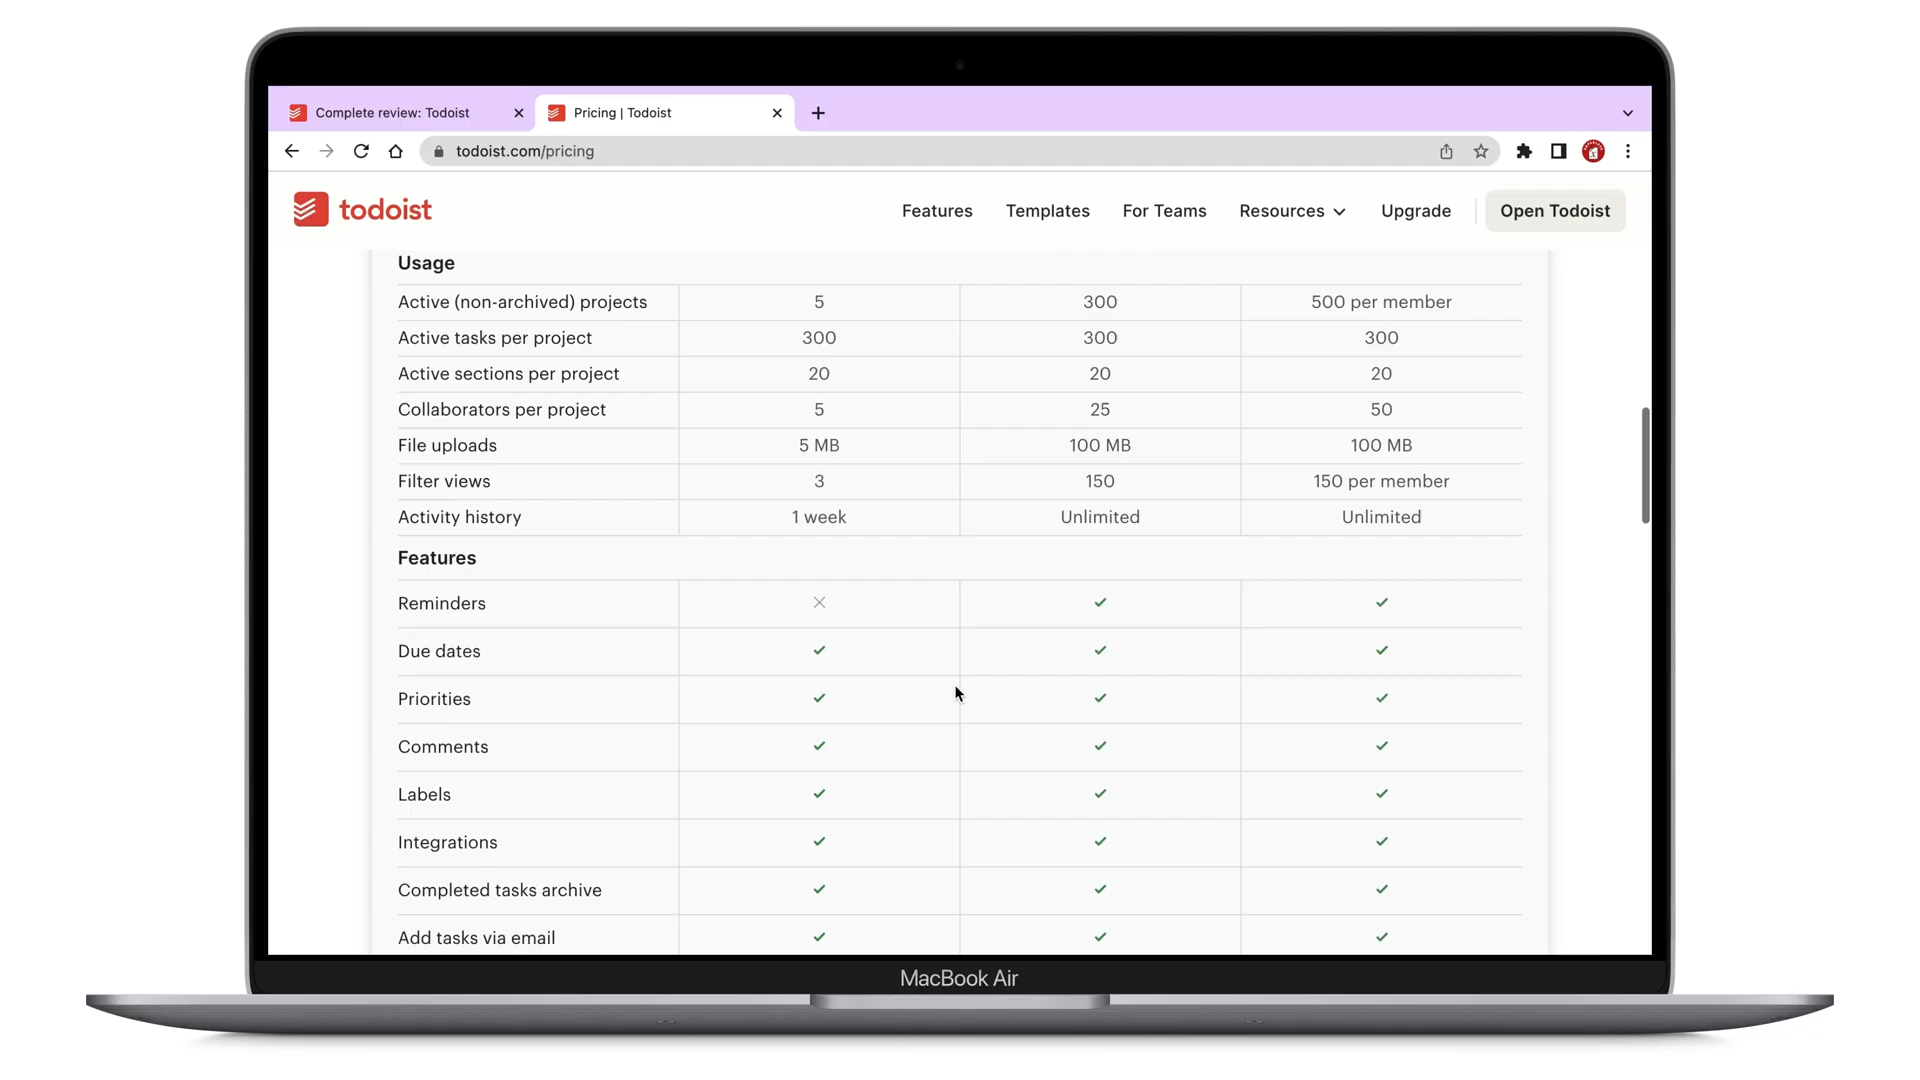 Complete review: Todoist
Pricing | Todoist
todoist.com/pricing
todoist
Features Templates For Teams Resources Upgrade Open Todoist
Usage
Active (non-archived) projects 5 300 500 per member
Active tasks per project 300 300 300
Active sections per project 20 20 20
Collaborators per project 5 25 50
File uploads 5 MB 100 MB 100 MB
Filter views 3 150 150 per member
Activity history 1 week Unlimited Unlimited
Features
Reminders
Due dates
Priorities
Comments
Labels
Integrations
Completed tasks archive
Add tasks via email
MacBook Air